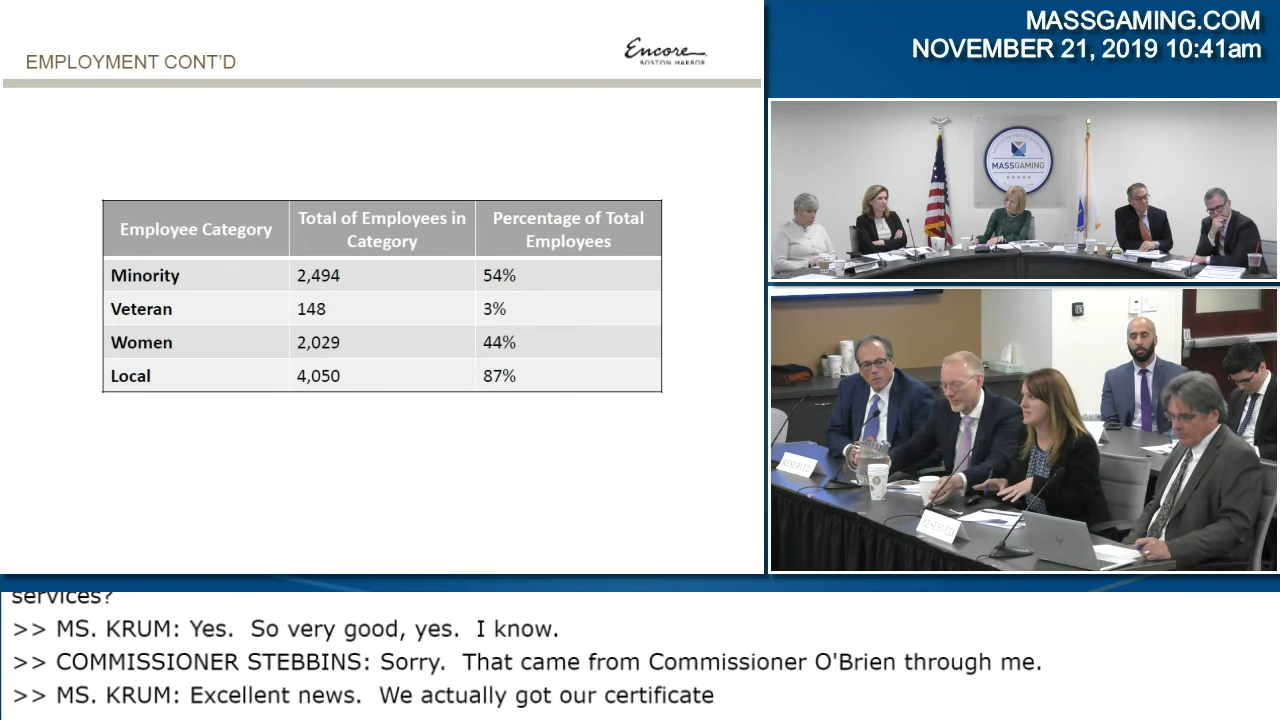 EMPLOYMENT CONT'D
Encore
BOSTON HARBOR
Employee Category Total of Employees in Category Percentage of Total Employees
Minority 2,494 54%
Veteran 148 3%
Women 2,029 44%
Local 4,050 87%
MASSGAMING.COM
NOVEMBER 21, 2019 10:41am
MASSGAMING
RESERVED
RESERVED
services?
>> MS. KRUM: Yes. So very good, yes. I know.
>> COMMISSIONER STEBBINS: Sorry. That came from Commissioner O'Brien through me.
>> MS. KRUM: Excellent news. We actually got our certificate